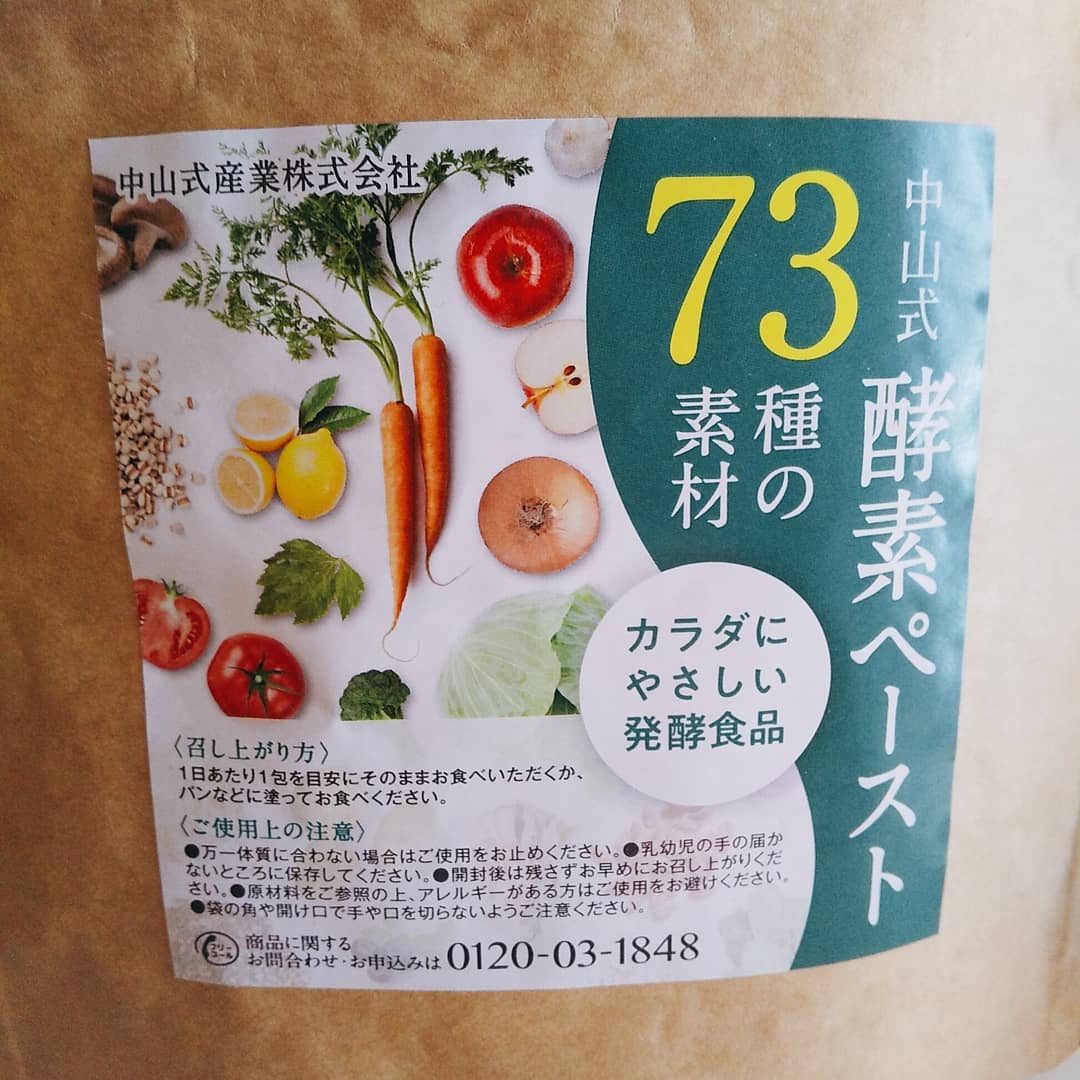 中山式産業株式会社
中山式
酵素ペースト
73
種の
素材
カラダに
やさしい
発酵食品
〈召し上がり方〉
1日あたり1包を目安にそのままお食べいただくか、
パンなどに塗ってお食べください。
〈ご使用上の注意〉
●万一体質に合わない場合はご使用をお止めください。●乳幼児の手の届か
ないところに保存してください。●開封後は残さずお早めにお召し上がりくだ
さい。●原材料をご参照の上、アレルギーがある方はご使用をお避けください。
●袋の角や開け口で手や口を切らないようご注意ください。
フリー
コール
商品に関する
お問合わせ・お申込みは 0120-03-1848